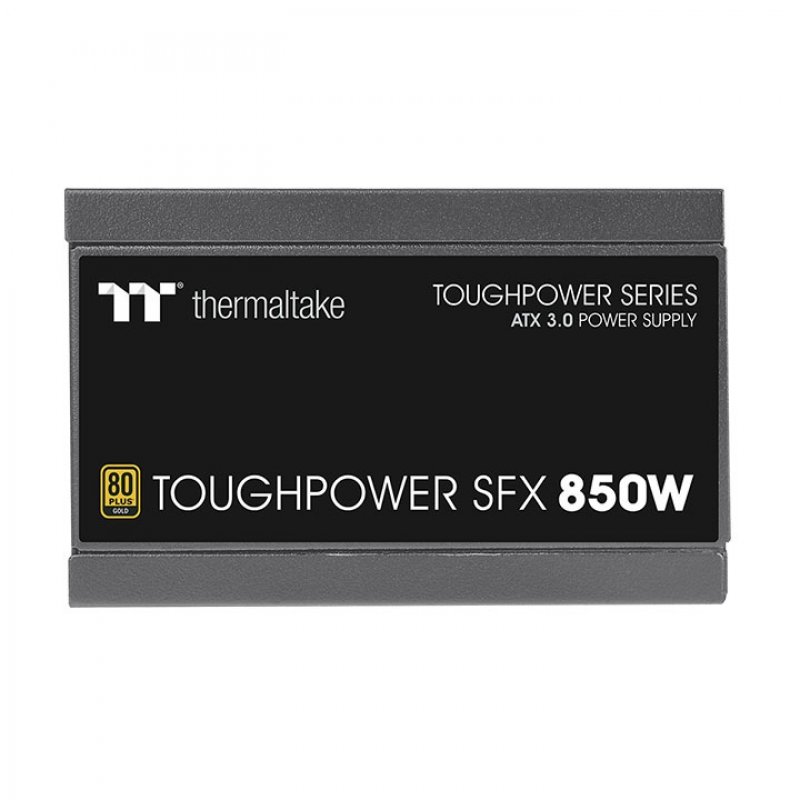 thermaltake
TOUGHPOWER SERIES
ATX 3.0 POWER SUPPLY
80
PLUS
GOLD
TOUGHPOWER SFX 850W